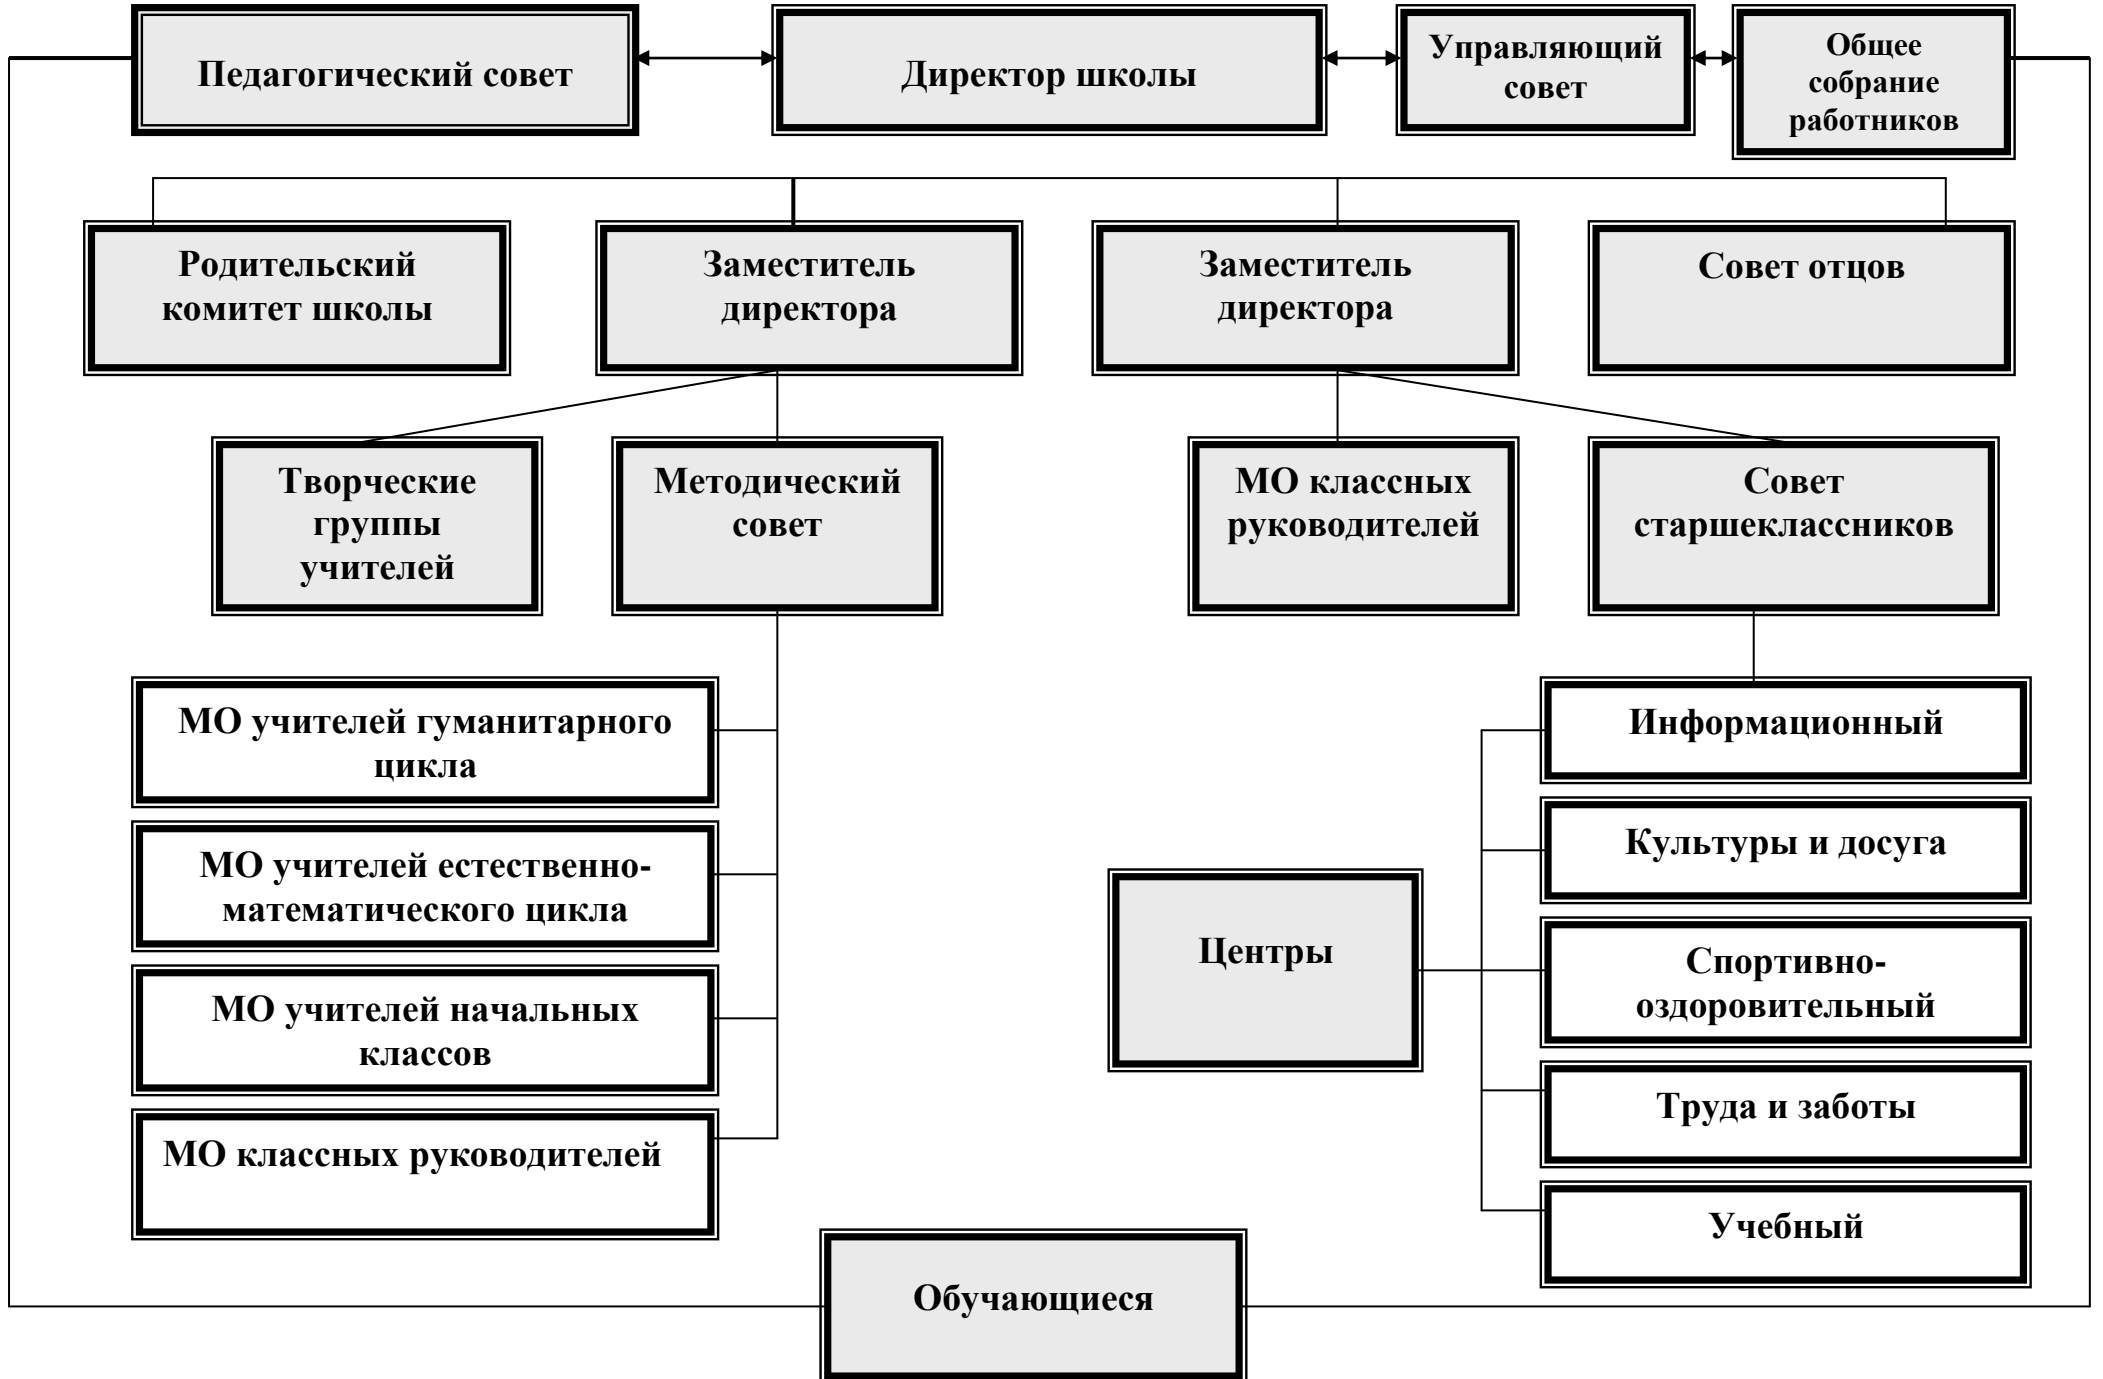 Педагогический совет
Директор школы
Управляющий
совет
Общее
собрание
работников
Родительский
комитет школы
Заместитель
директора
Заместитель
директора
Совет отцов
Творческие
группы
учителей
Методический
совет
МО классных
руководителей
Совет
старшеклассников
МО учителей гуманитарного
цикла
МО учителей естественно-
математического цикла
МО учителей начальных
классов
МО классных руководителей
Центры
Информационный
Культуры и досуга
Спортивно-
оздоровительный
Труда и заботы
Учебный
Обучающиеся